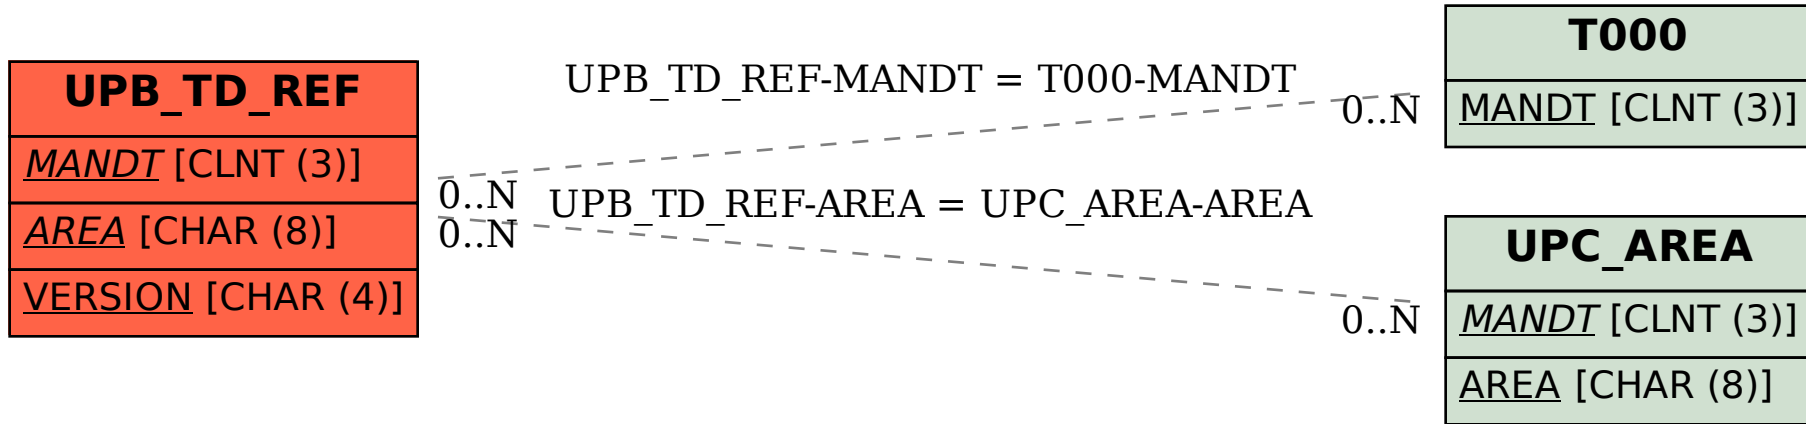 UPB_TD_REF
MANDT [CLNT (3)]
AREA [CHAR (8)]
VERSION [CHAR (4)]
UPB_TD_REF-MANDT = T000-MANDT
0..N
0..N
UPB_TD_REF-AREA = UPC_AREA-AREA
0..N
0..N
T000
MANDT [CLNT (3)]
UPC_AREA
MANDT [CLNT (3)]
AREA [CHAR (8)]